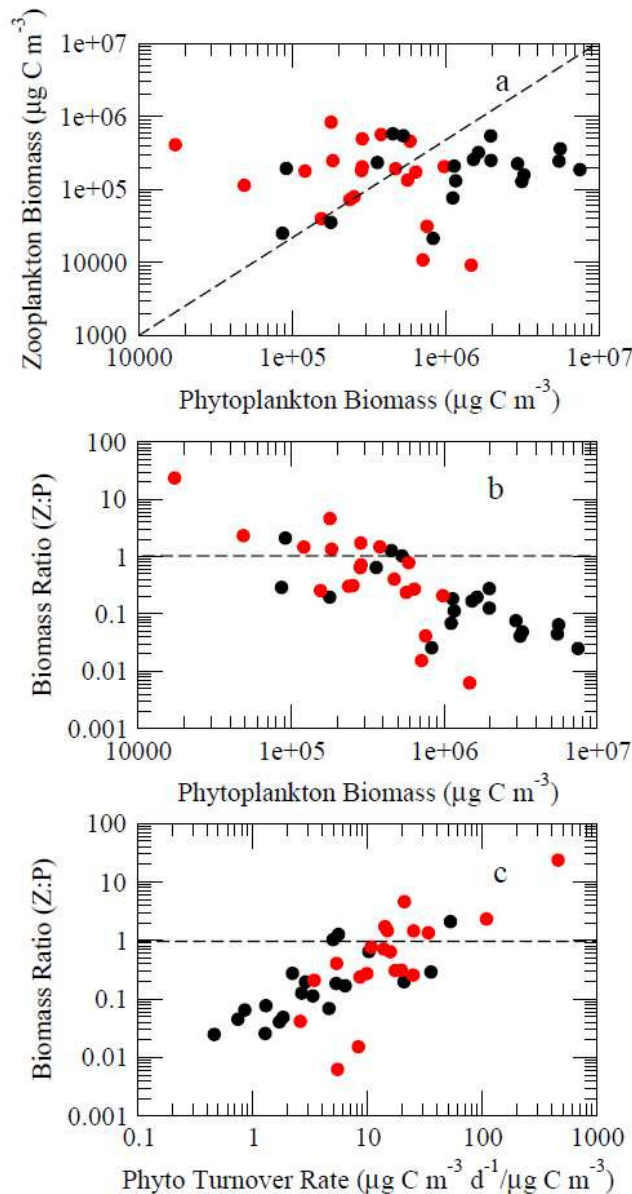 1e+07
a
1e+06
1e+05
10000
1000
Zooplankton Biomass (μg C m⁻³)
10000 1e+05 1e+06 1e+07
Phytoplankton Biomass (μg C m⁻³)
100
b
10
1
0.1
0.01
0.001
Biomass Ratio (Z:P)
10000 1e+05 1e+06 1e+07
Phytoplankton Biomass (μg C m⁻³)
100
c
10
1
0.1
0.01
0.001
Biomass Ratio (Z:P)
0.1 1 10 100 1000
Phyto Turnover Rate (μg C m⁻³ d⁻¹/μg C m⁻³)